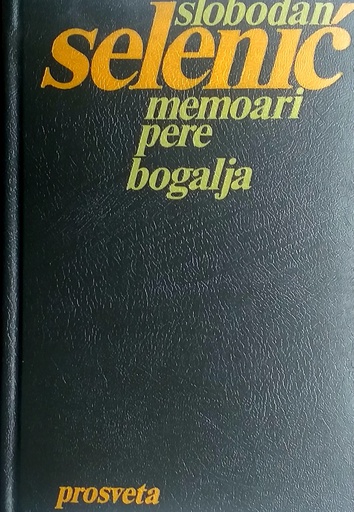 slobodan
selenić
memoari
pere
bogalja
prosveta